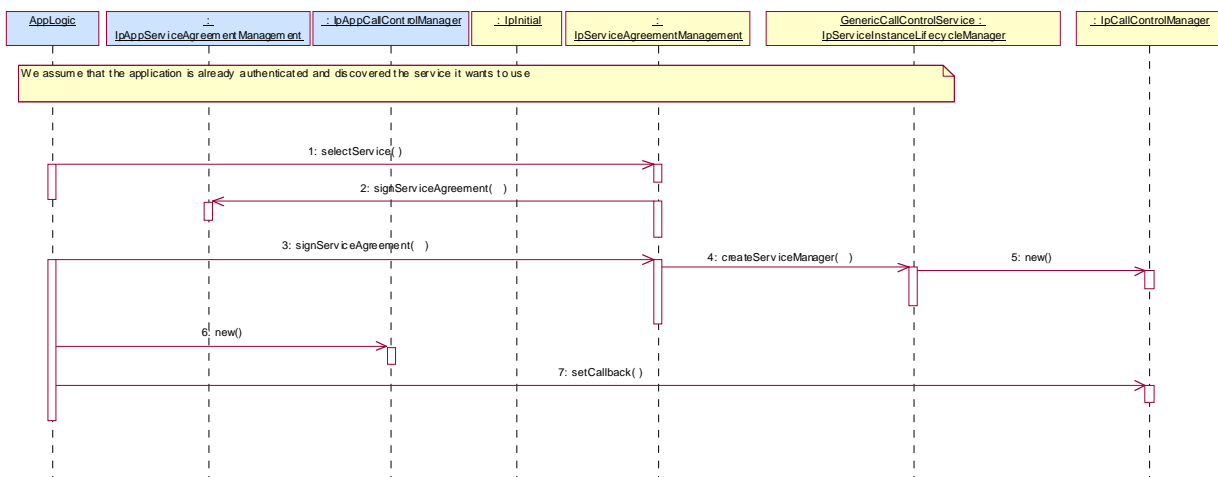 AppLogic
:
IpAppServiceAgreementManagement
: IpAppCallControlManager
: IpInitial
:
IpServiceAgreementManagement
GenericCallControlService :
IpServiceInstanceLifecycleManager
: IpCallControlManager
We assume that the application is already authenticated and discovered the service it wants to use
1: selectService( )
2: signServiceAgreement( )
3: signServiceAgreement( )
4: createServiceManager( )
5: new()
6: new()
7: setCallback( )